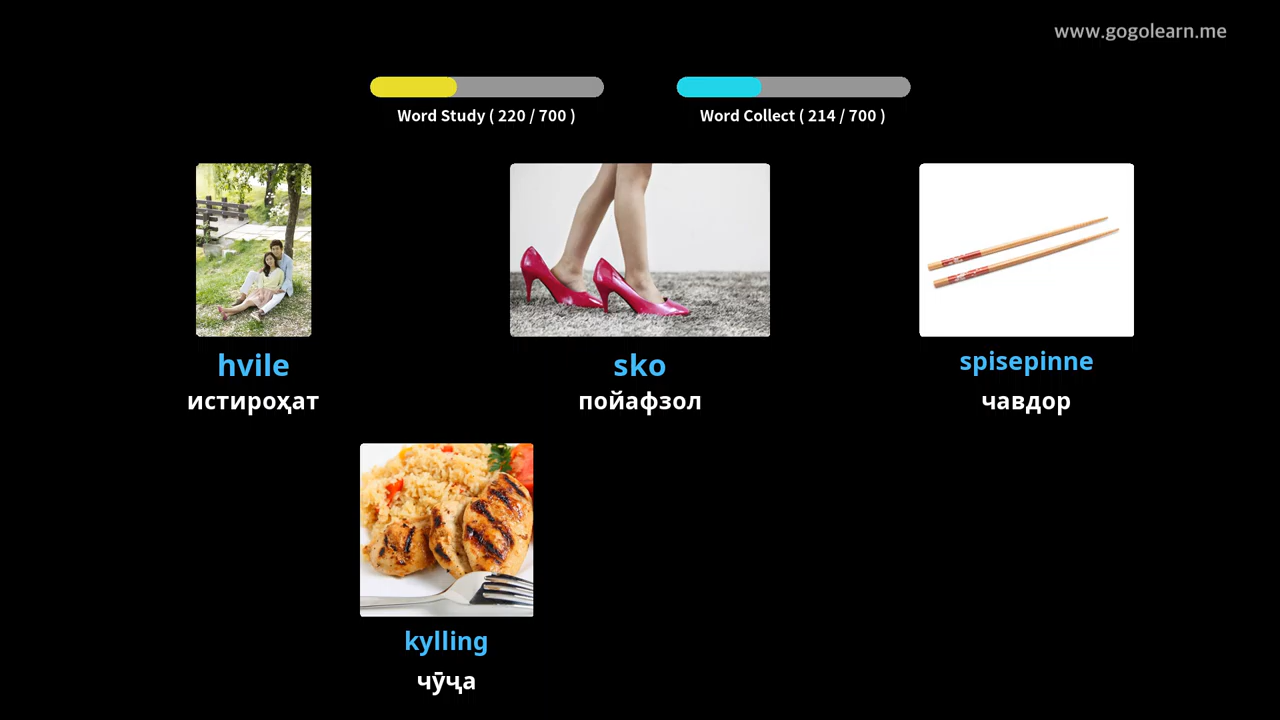 www.gogolearn.me
Word Study ( 220 / 700 )
Word Collect ( 214 / 700 )
hvile
истироҳат
sko
пойафзол
spisepinne
чавдор
kylling
чӯҷа